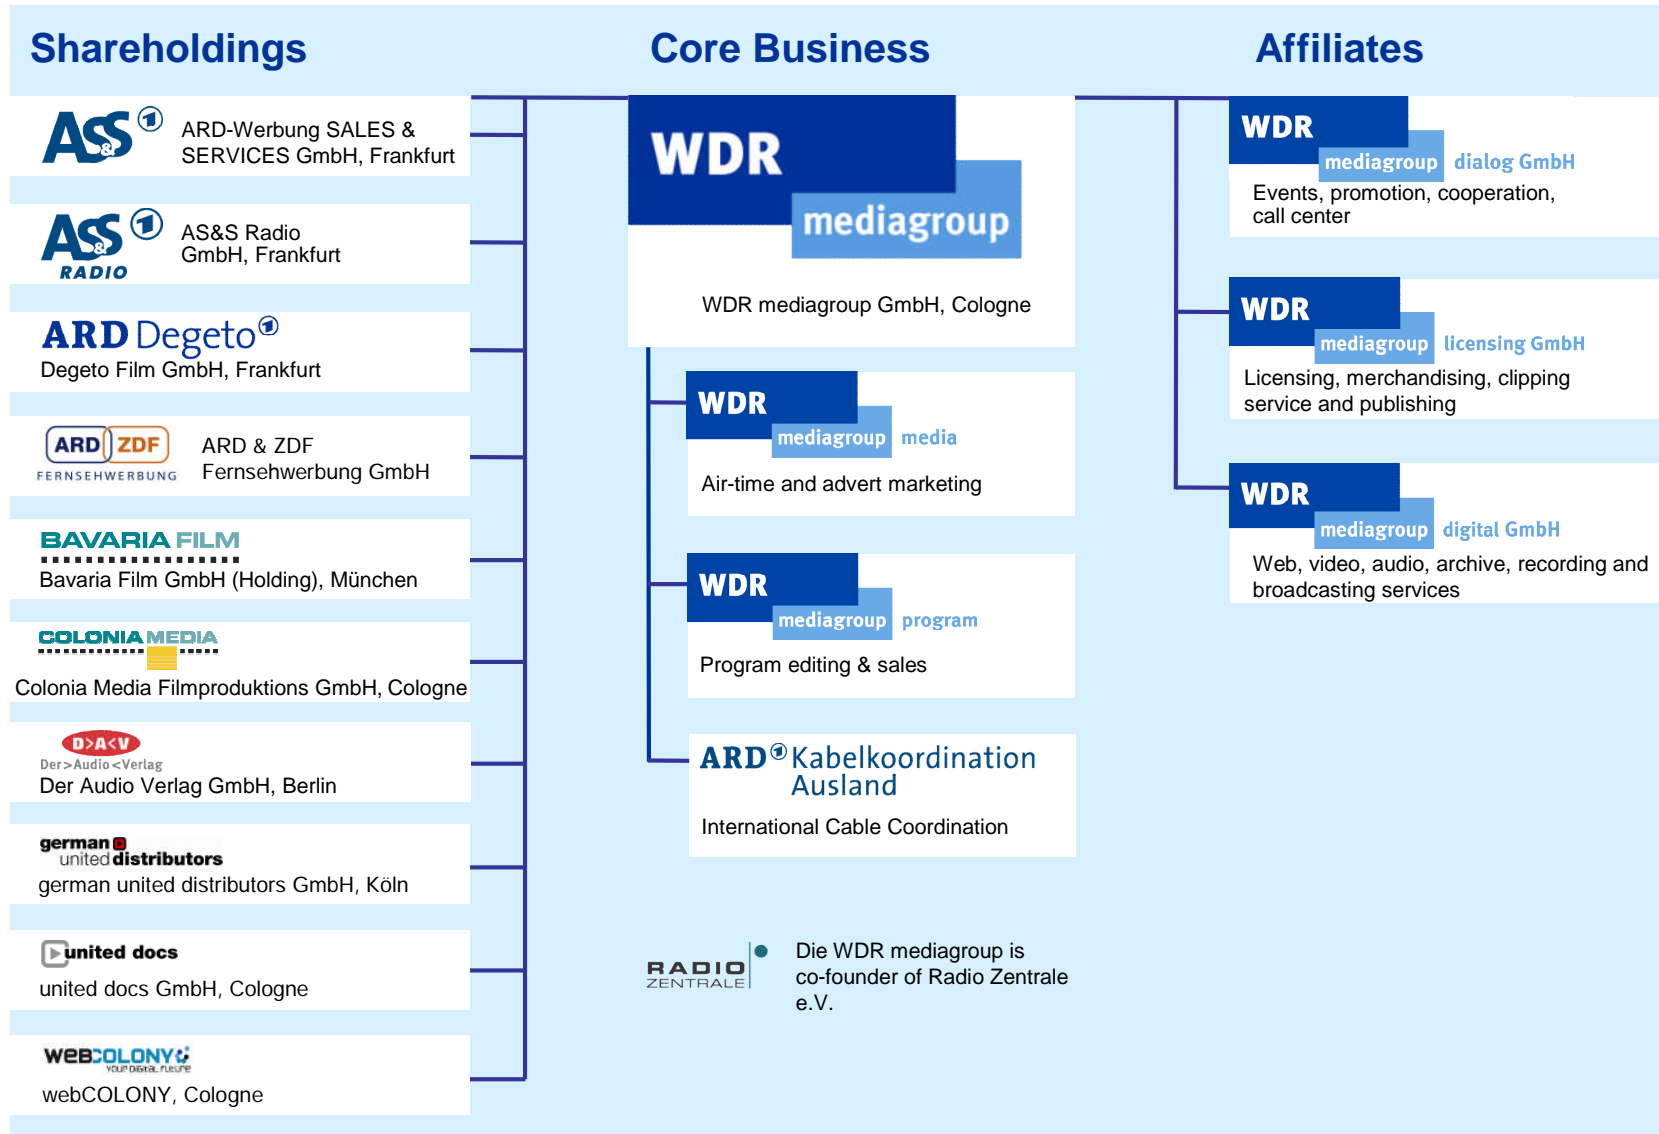 Shareholdings
AS&S
ARD-Werbung SALES &
SERVICES GmbH, Frankfurt
AS&S
RADIO
AS&S Radio
GmbH, Frankfurt
ARD Degeto
Degeto Film GmbH, Frankfurt
ARD ZDF
FERNSEHWERBUNG
ARD & ZDF
Fernsehwerbung GmbH
BAVARIA FILM
Bavaria Film GmbH (Holding), München
COLONIA MEDIA
Colonia Media Filmproduktions GmbH, Cologne
D>A<V
Der>Audio<Verlag
Der Audio Verlag GmbH, Berlin
german
united distributors
german united distributors GmbH, Köln
united docs
united docs GmbH, Cologne
WEBCOLONY
YOUR DIGITAL FUTURE
webCOLONY, Cologne
Core Business
WDR
mediagroup
WDR mediagroup GmbH, Cologne
WDR
mediagroup media
Air-time and advert marketing
WDR
mediagroup program
Program editing & sales
ARD Kabelkoordination
Ausland
International Cable Coordination
RADIO
ZENTRALE
Die WDR mediagroup is
co-founder of Radio Zentrale
e.V.
Affiliates
WDR
mediagroup dialog GmbH
Events, promotion, cooperation,
call center
WDR
mediagroup licensing GmbH
Licensing, merchandising, clipping
service and publishing
WDR
mediagroup digital GmbH
Web, video, audio, archive, recording and
broadcasting services